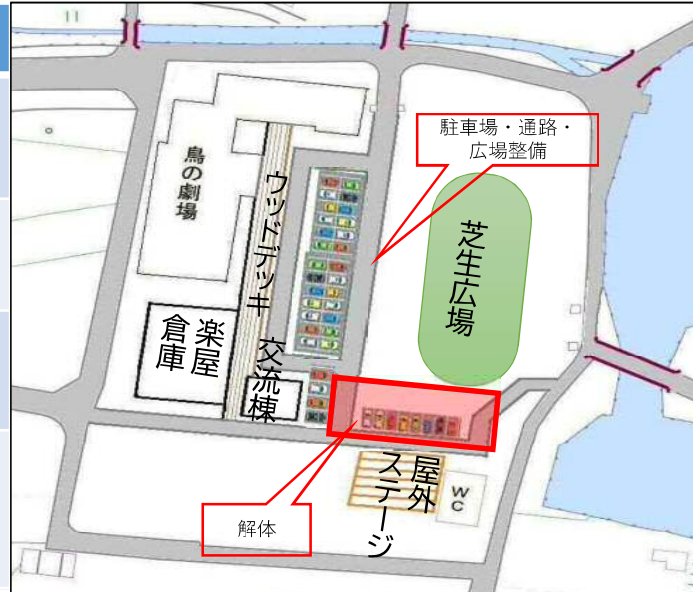 駐車場・通路・
広場整備
鳥の劇場
ウッドデッキ
芝生広場
楽屋
倉庫
交流棟
屋外
ステージ
WC
解体